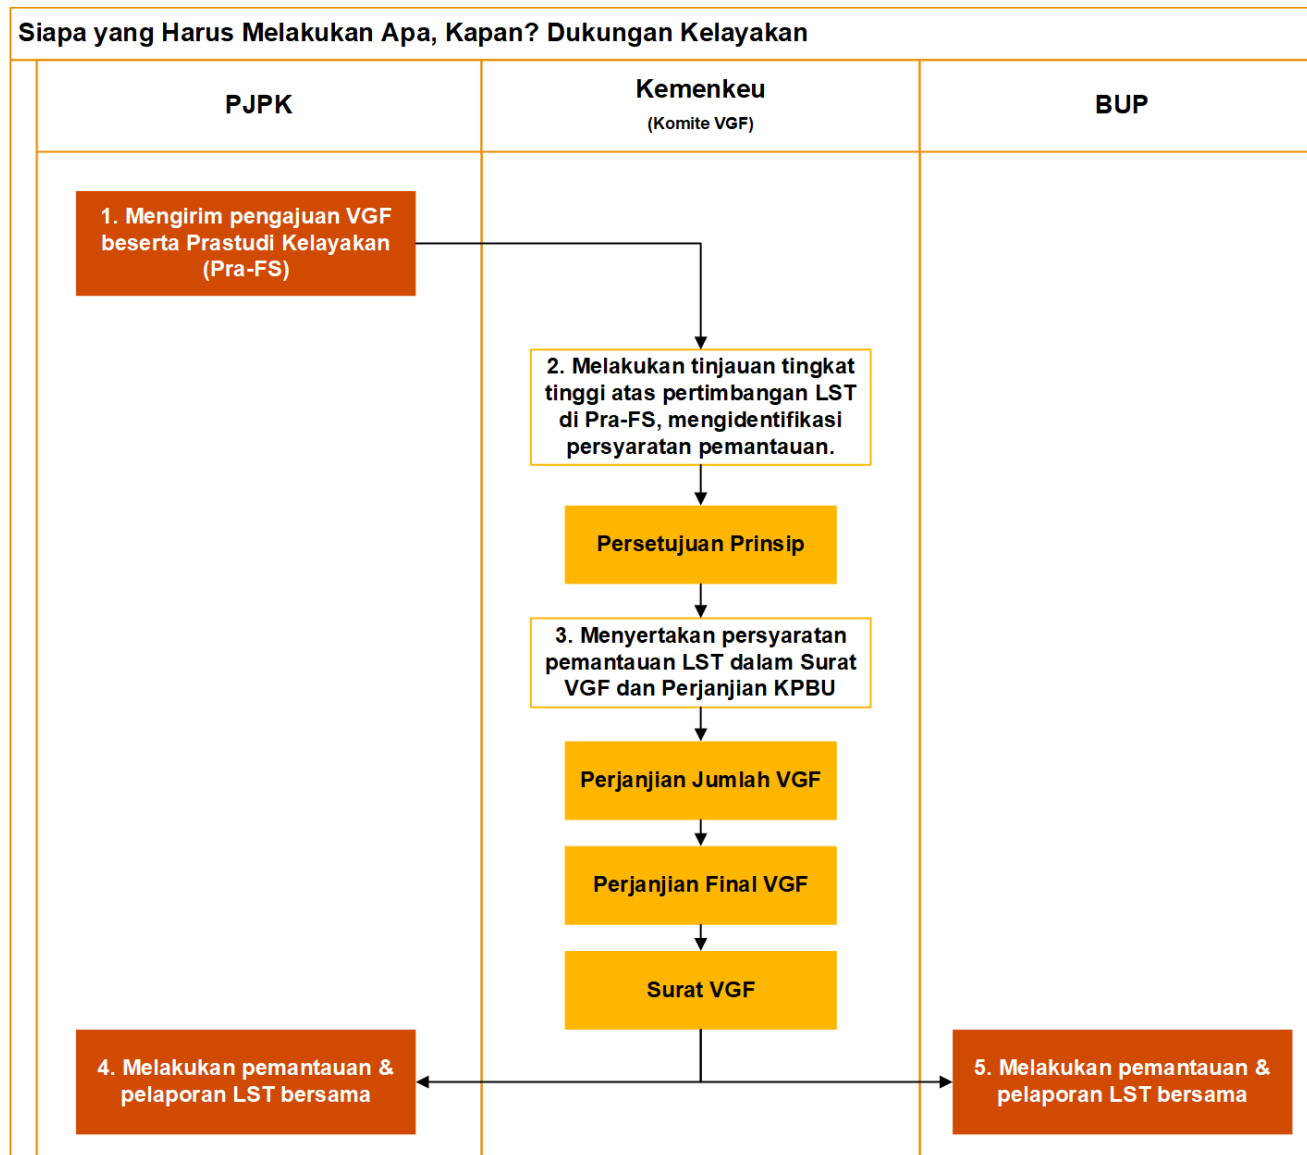 Siapa yang Harus Melakukan Apa, Kapan? Dukungan Kelayakan
PJPK
Kemenkeu
(Komite VGF)
BUP
1. Mengirim pengajuan VGF
beserta Prastudi Kelayakan
(Pra-FS)
2. Melakukan tinjauan tingkat
tinggi atas pertimbangan LST
di Pra-FS, mengidentifikasi
persyaratan pemantauan.
Persetujuan Prinsip
3. Menyertakan persyaratan
pemantauan LST dalam Surat
VGF dan Perjanjian KPBU
Perjanjian Jumlah VGF
Perjanjian Final VGF
Surat VGF
4. Melakukan pemantauan &
pelaporan LST bersama
5. Melakukan pemantauan &
pelaporan LST bersama